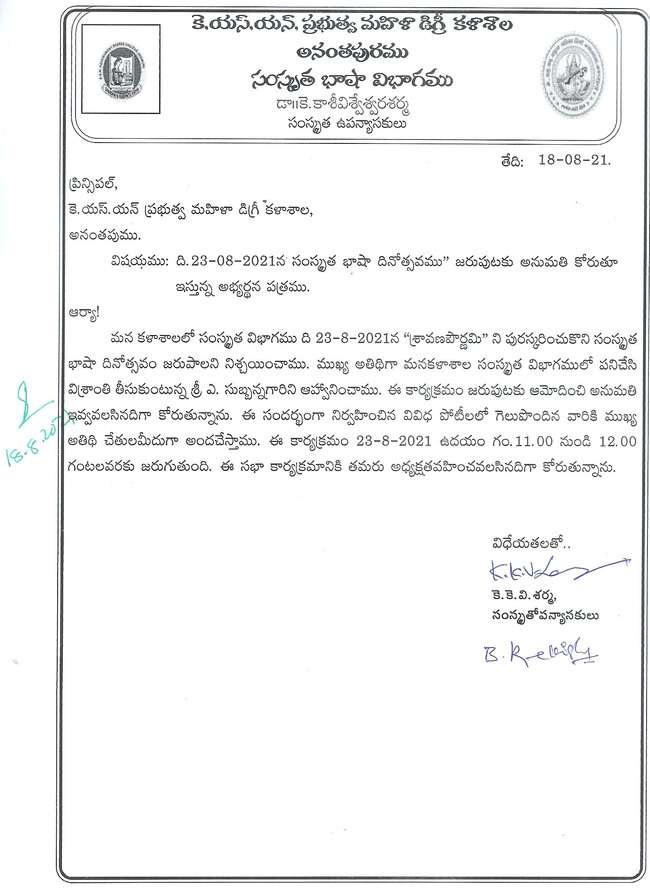 కె.యస్.యన్. ప్రభుత్వ మహిళా డిగ్రీ కళాశాల
అనంతపురము
సంస్కృత భాషా విభాగము
డా॥కె.కాశీవిశ్వేశ్వరశర్మ
సంస్కృత ఉపన్యాసకులు
తేది: 18-08-21.
ప్రిన్సిపల్,
కె.యస్.యన్ ప్రభుత్వ మహిళా డిగ్రీ కళాశాల,
అనంతపుము.
విషయము: ది.23-08-2021న సంస్కృత భాషా దినోత్సవము" జరుపుటకు అనుమతి కోరుతూ
ఇస్తున్న అభ్యర్థన పత్రము.
ఆర్యా!
మన కళాశాలలో సంస్కృత విభాగము ది 23-8-2021న "శ్రావణపౌర్ణమి" ని పురస్కరించుకొని సంస్కృత
భాషా దినోత్సవం జరుపాలని నిశ్చయించాము. ముఖ్య అతిథిగా మనకళాశాల సంస్కృత విభాగములో పనిచేసి
విశ్రాంతి తీసుకుంటున్న శ్రీ ఎ. సుబ్బన్నగారిని ఆహ్వానించాము. ఈ కార్యక్రమం జరుపుటకు ఆమోదించి అనుమతి
ఇవ్వవలసినదిగా కోరుతున్నాను. ఈ సందర్భంగా నిర్వహించిన వివిధ పోటీలలో గెలుపొందిన వారికి ముఖ్య
అతిథి చేతులమీదుగా అందచేస్తాము. ఈ కార్యక్రమం 23-8-2021 ఉదయం గం.11.00 నుండి 12.00
గంటలవరకు జరుగుతుంది. ఈ సభా కార్యక్రమానికి తమరు అధ్యక్షతవహించవలసినదిగా కోరుతున్నాను.
18.8.2021
విధేయతలతో..
కె.కె.వి.శర్మ,
సంస్కృతోపన్యాసకులు